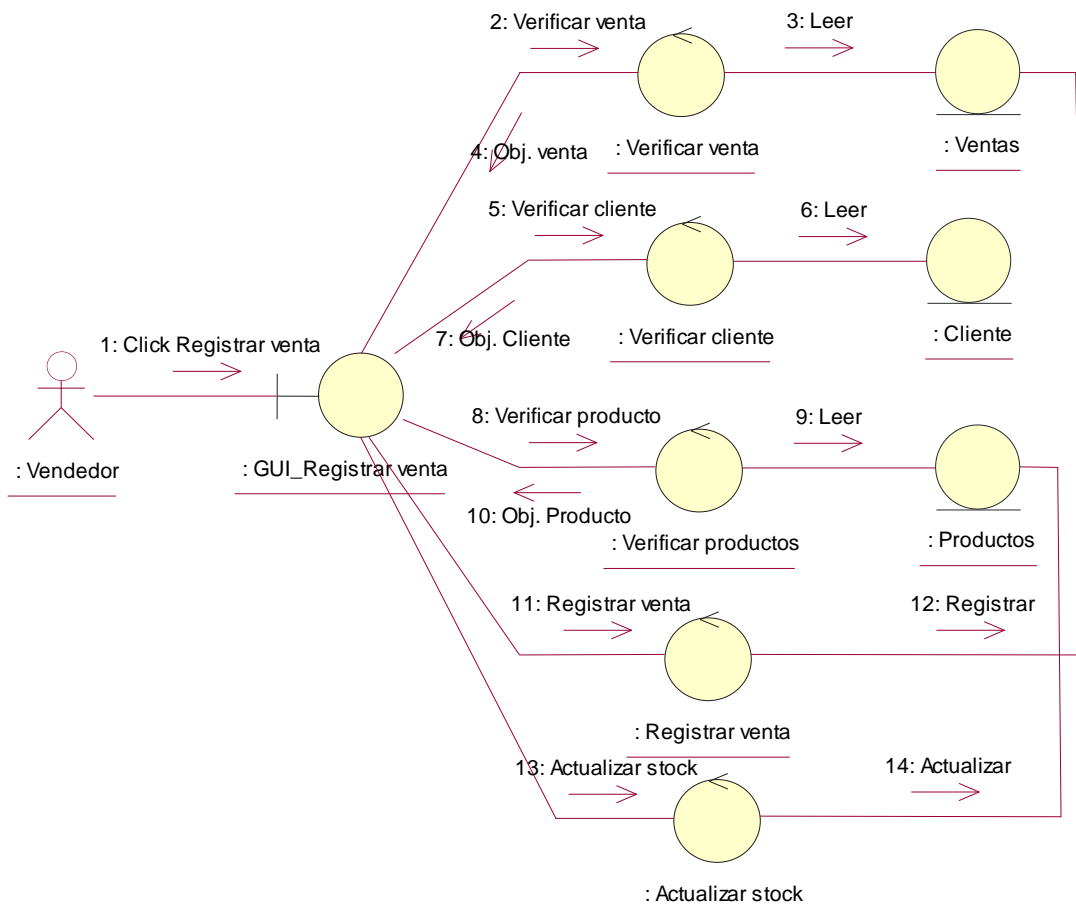 2: Verificar venta
3: Leer
4: Obj. venta
: Verificar venta
: Ventas
5: Verificar cliente
6: Leer
7: Obj. Cliente
: Verificar cliente
: Cliente
1: Click Registrar venta
8: Verificar producto
9: Leer
: Vendedor
: GUI_Registrar venta
10: Obj. Producto
: Verificar productos
: Productos
11: Registrar venta
12: Registrar
: Registrar venta
13: Actualizar stock
14: Actualizar
: Actualizar stock